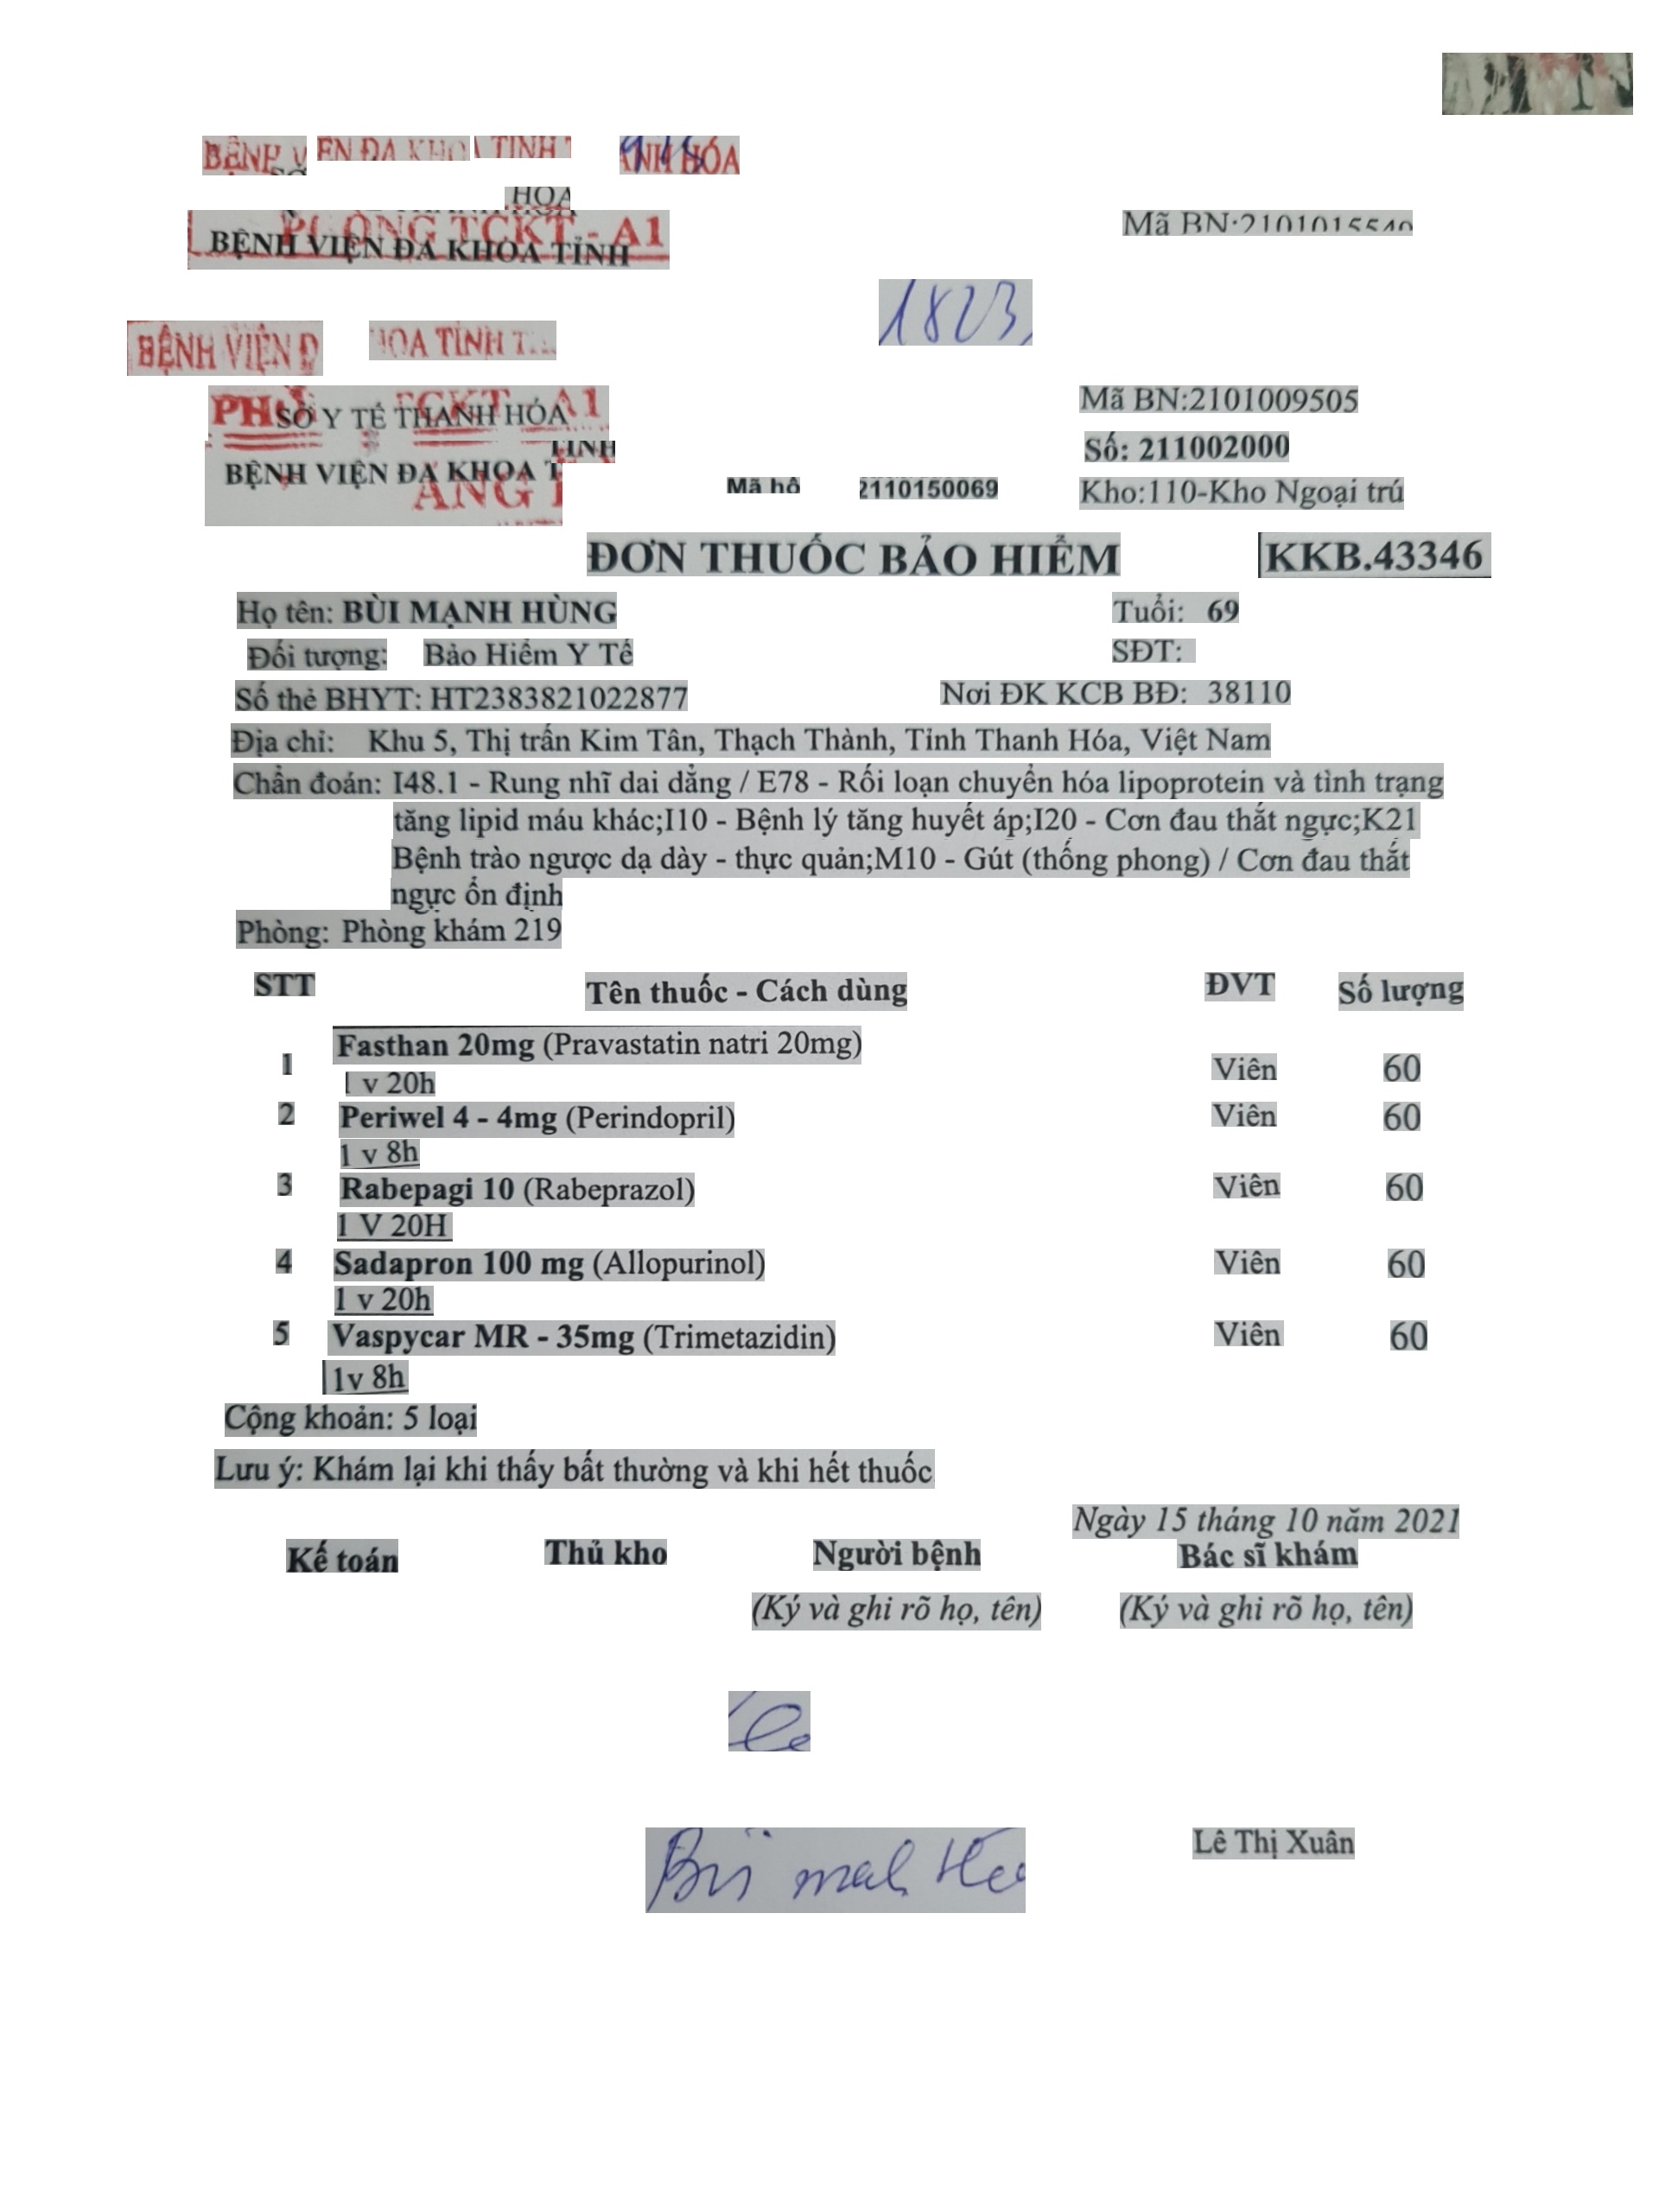 BỆNH V EN ĐA KHO TỈNH ANH HÓA
HÓA
PHÒNG TCKT - A1
BỆNH VIỆN ĐA KHOA TỈNH
Mã BN:2101015540
1823
BỆNH VIỆN Đ HOA TỈNH T
TCKT A1
SỞ Y TẾ THANH HÓA
Mã BN:2101009505
TỈNH
Số: 211002000
BỆNH VIỆN ĐA KHOA T
Mã hồ 2110150069
Kho:110-Kho Ngoại trú
ĐƠN THUỐC BẢO HIỂM KKB.43346
Họ tên: BÙI MẠNH HÙNG Tuổi: 69
Đối tượng: Bảo Hiểm Y Tế SĐT:
Số thẻ BHYT: HT2383821022877 Nơi ĐK KCB BĐ: 38110
Địa chỉ: Khu 5, Thị trấn Kim Tân, Thạch Thành, Tỉnh Thanh Hóa, Việt Nam
Chẩn đoán: I48.1 - Rung nhĩ dai dẳng / E78 - Rối loạn chuyển hóa lipoprotein và tình trạng
tăng lipid máu khác;I10 - Bệnh lý tăng huyết áp;I20 - Cơn đau thắt ngực;K21
Bệnh trào ngược dạ dày - thực quản;M10 - Gút (thống phong) / Cơn đau thắt
ngực ổn định
Phòng: Phòng khám 219
STT Tên thuốc - Cách dùng ĐVT Số lượng
1 Fasthan 20mg (Pravastatin natri 20mg) Viên 60
1 v 20h
2 Periwel 4 - 4mg (Perindopril) Viên 60
1 v 8h
3 Rabepagi 10 (Rabeprazol) Viên 60
1 V 20H
4 Sadapron 100 mg (Allopurinol) Viên 60
1 v 20h
5 Vaspycar MR - 35mg (Trimetazidin) Viên 60
1v 8h
Cộng khoản: 5 loại
Lưu ý: Khám lại khi thấy bất thường và khi hết thuốc
Ngày 15 tháng 10 năm 2021
Kế toán Thủ kho Người bệnh Bác sĩ khám
(Ký và ghi rõ họ, tên) (Ký và ghi rõ họ, tên)
Lê Thị Xuân
Bùi